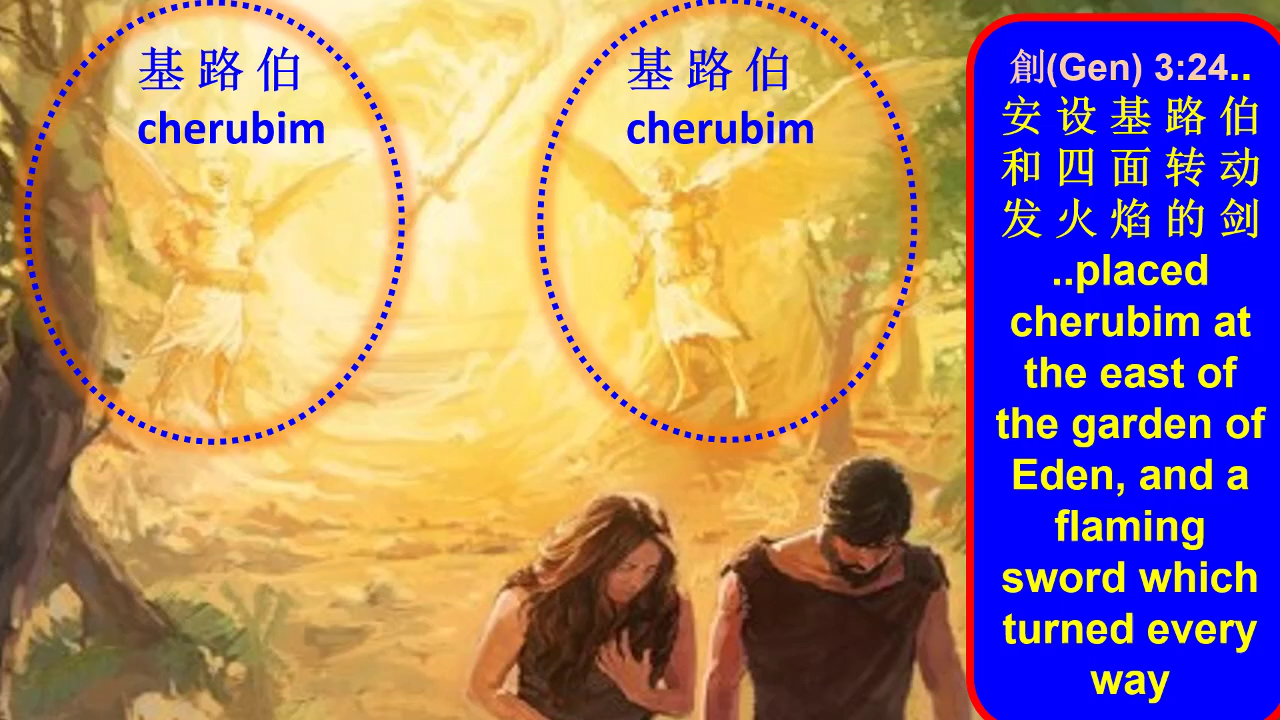 基 路 伯
cherubim
基 路 伯
cherubim
創(Gen) 3:24..
安 设 基 路 伯
和 四 面 转 动
发 火 焰 的 剑
..placed
cherubim at
the east of
the garden of
Eden, and a
flaming
sword which
turned every
way